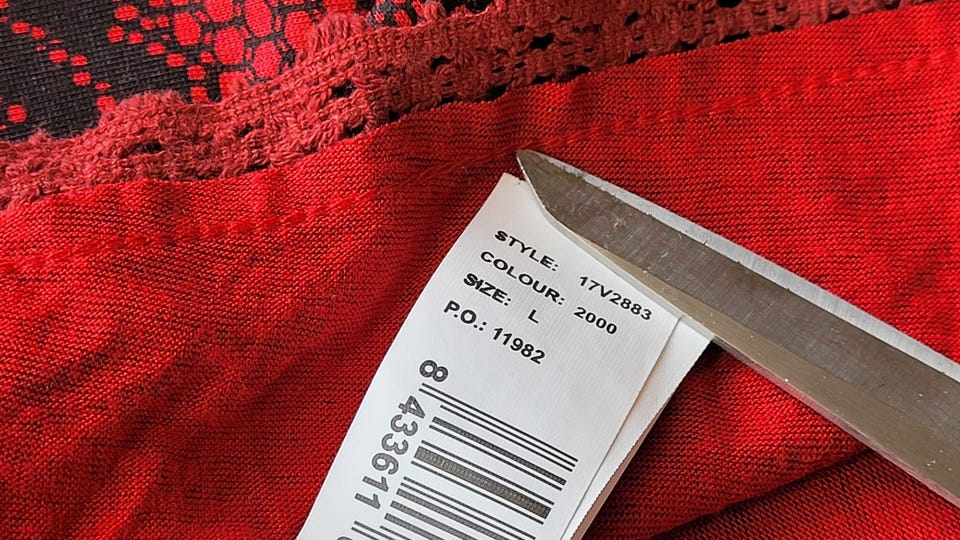 STYLE: 17V2883
COLOUR: 2000
SIZE: L
P.O.: 11982
8 433611